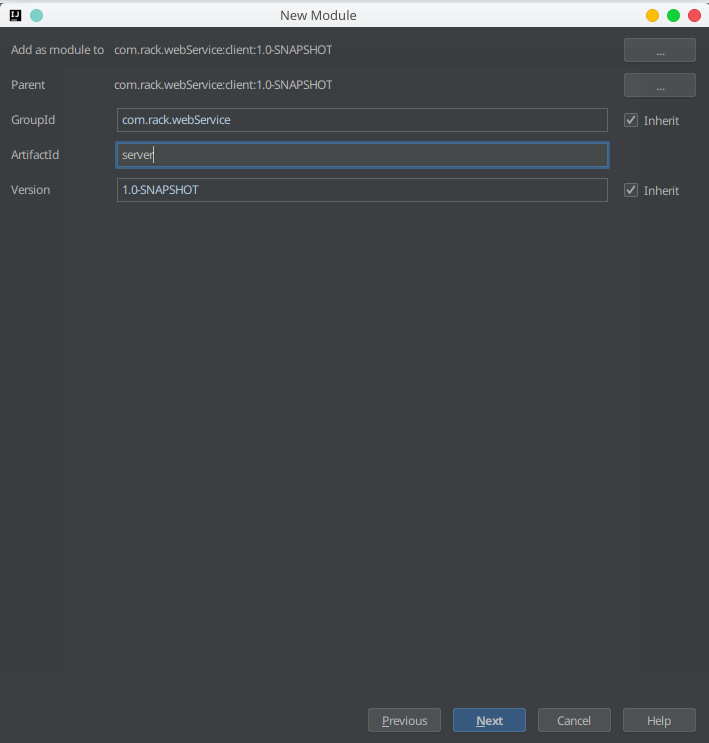 IJ
New Module
Add as module to com.rack.webService:client:1.0-SNAPSHOT ...
Parent com.rack.webService:client:1.0-SNAPSHOT ...
GroupId com.rack.webService Inherit
ArtifactId server
Version 1.0-SNAPSHOT Inherit
Previous Next Cancel Help